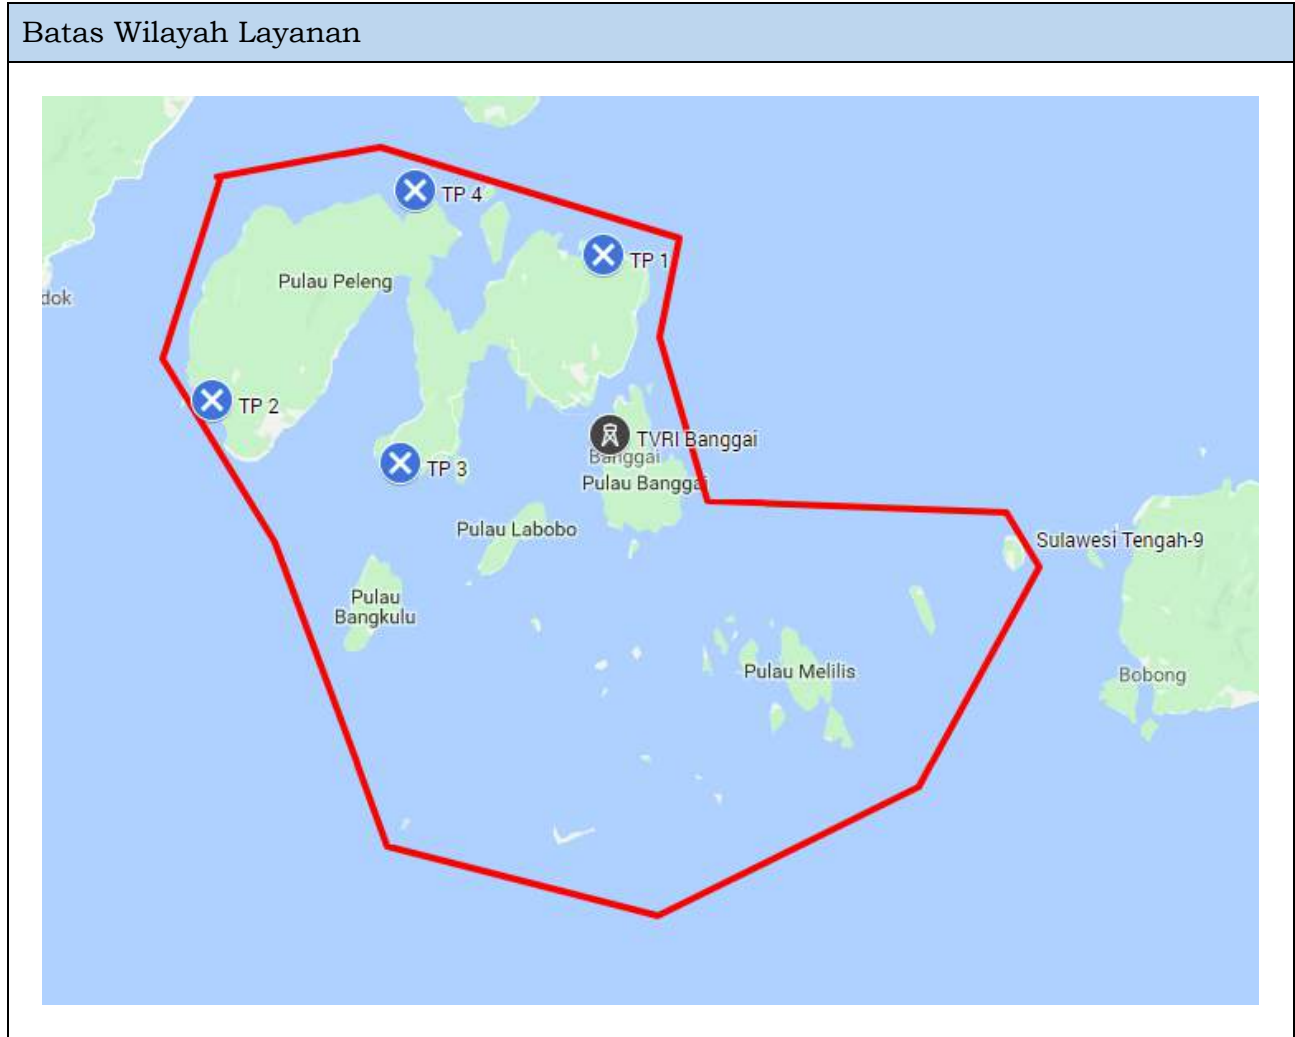 Batas Wilayah Layanan
TP 4
TP 1
Pulau Peleng
dok
TP 2
TVRI Banggai
Banggai
TP 3
Pulau Banggai
Pulau Labobo
Sulawesi Tengah-9
Pulau
Bangkulu
Pulau Melilis
Bobong